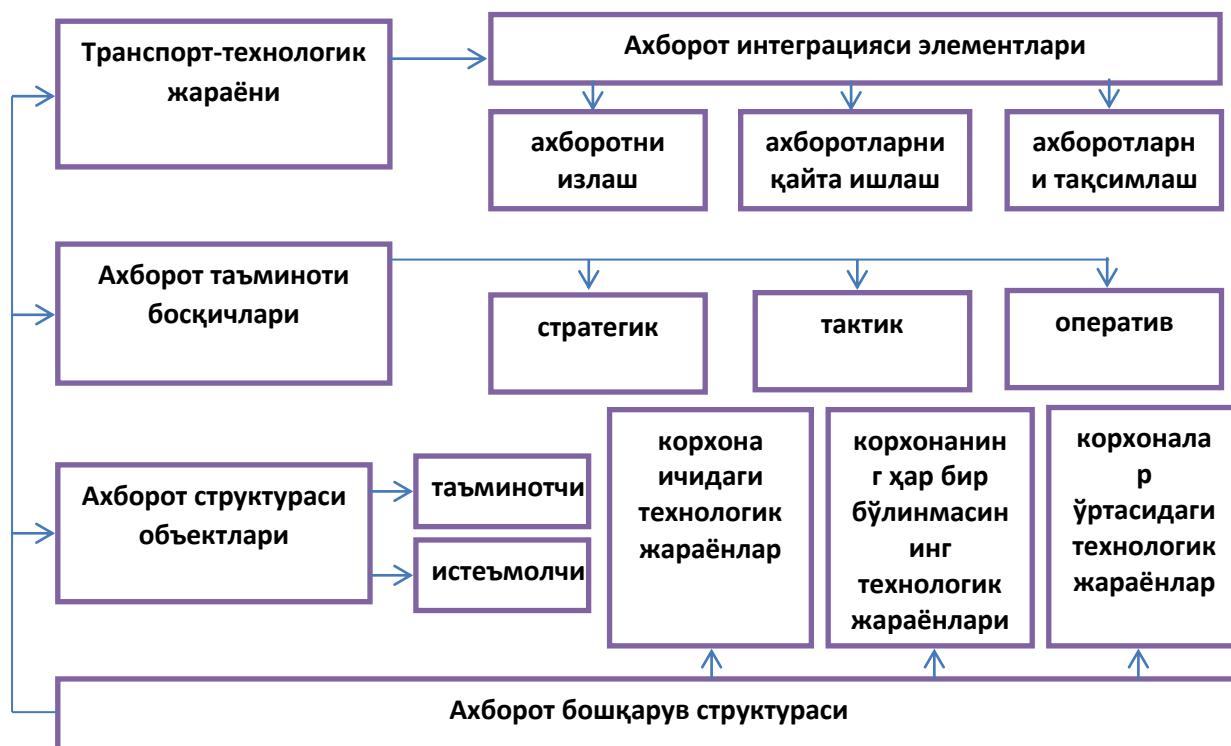 Транспорт-технологик
жараёни
Ахборот интеграцияси элементлари
ахборотни
излаш
ахборотларни
қайта ишлаш
ахборотларн
и тақсимлаш
Ахборот таъминоти
босқичлари
стратегик
тактик
оператив
Ахборот структураси
объектлари
таъминотчи
истеъмолчи
корхона
ичидаги
технологик
жараёнлар
корхонанин
г ҳар бир
бўлинмасин
инг
технологик
жараёнлари
корхонала
р
ўртасидаги
технологик
жараёнлар
Ахборот бошқарув структураси